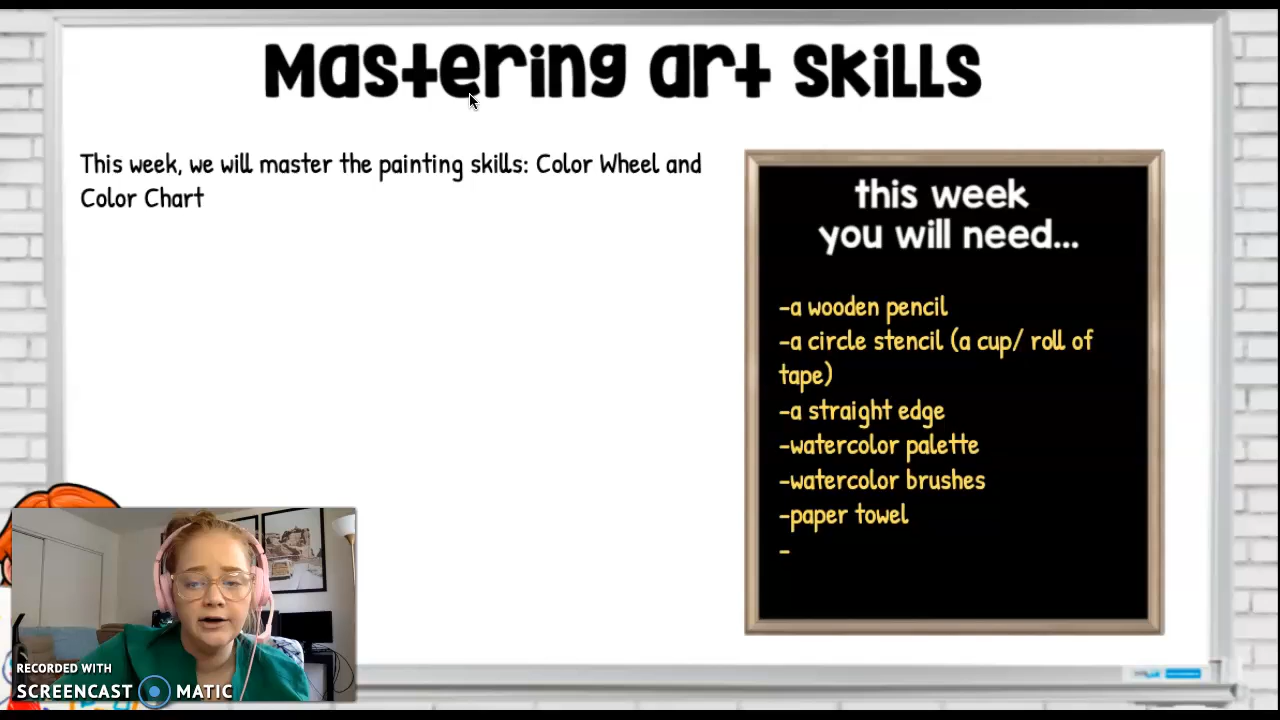 Mastering art skills
This week, we will master the painting skills: Color Wheel and
Color Chart
this week
you will need...
-a wooden pencil
-a circle stencil (a cup/ roll of
tape)
-a straight edge
-watercolor palette
-watercolor brushes
-paper towel
-
RECORDED WITH
SCREENCAST MATIC